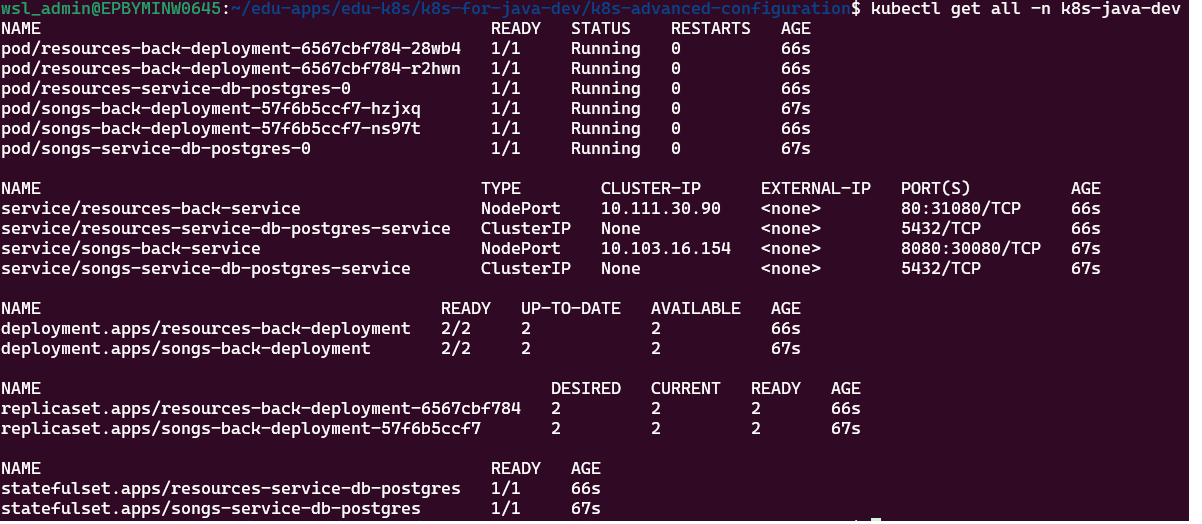 wsl_admin@EPBYMINW0645:~/edu-apps/edu-k8s/k8s-for-java-dev/k8s-advanced-configuration$ kubectl get all -n k8s-java-dev
NAME READY STATUS RESTARTS AGE
pod/resources-back-deployment-6567cbf784-28wb4 1/1 Running 0 66s
pod/resources-back-deployment-6567cbf784-r2hwn 1/1 Running 0 66s
pod/resources-service-db-postgres-0 1/1 Running 0 66s
pod/songs-back-deployment-57f6b5ccf7-hzjxq 1/1 Running 0 67s
pod/songs-back-deployment-57f6b5ccf7-ns97t 1/1 Running 0 66s
pod/songs-service-db-postgres-0 1/1 Running 0 67s
NAME TYPE CLUSTER-IP EXTERNAL-IP PORT(S) AGE
service/resources-back-service NodePort 10.111.30.90 <none> 80:31080/TCP 66s
service/resources-service-db-postgres-service ClusterIP None <none> 5432/TCP 66s
service/songs-back-service NodePort 10.103.16.154 <none> 8080:30080/TCP 67s
service/songs-service-db-postgres-service ClusterIP None <none> 5432/TCP 67s
NAME READY UP-TO-DATE AVAILABLE AGE
deployment.apps/resources-back-deployment 2/2 2 2 66s
deployment.apps/songs-back-deployment 2/2 2 2 67s
NAME DESIRED CURRENT READY AGE
replicaset.apps/resources-back-deployment-6567cbf784 2 2 2 66s
replicaset.apps/songs-back-deployment-57f6b5ccf7 2 2 2 67s
NAME READY AGE
statefulset.apps/resources-service-db-postgres 1/1 66s
statefulset.apps/songs-service-db-postgres 1/1 67s